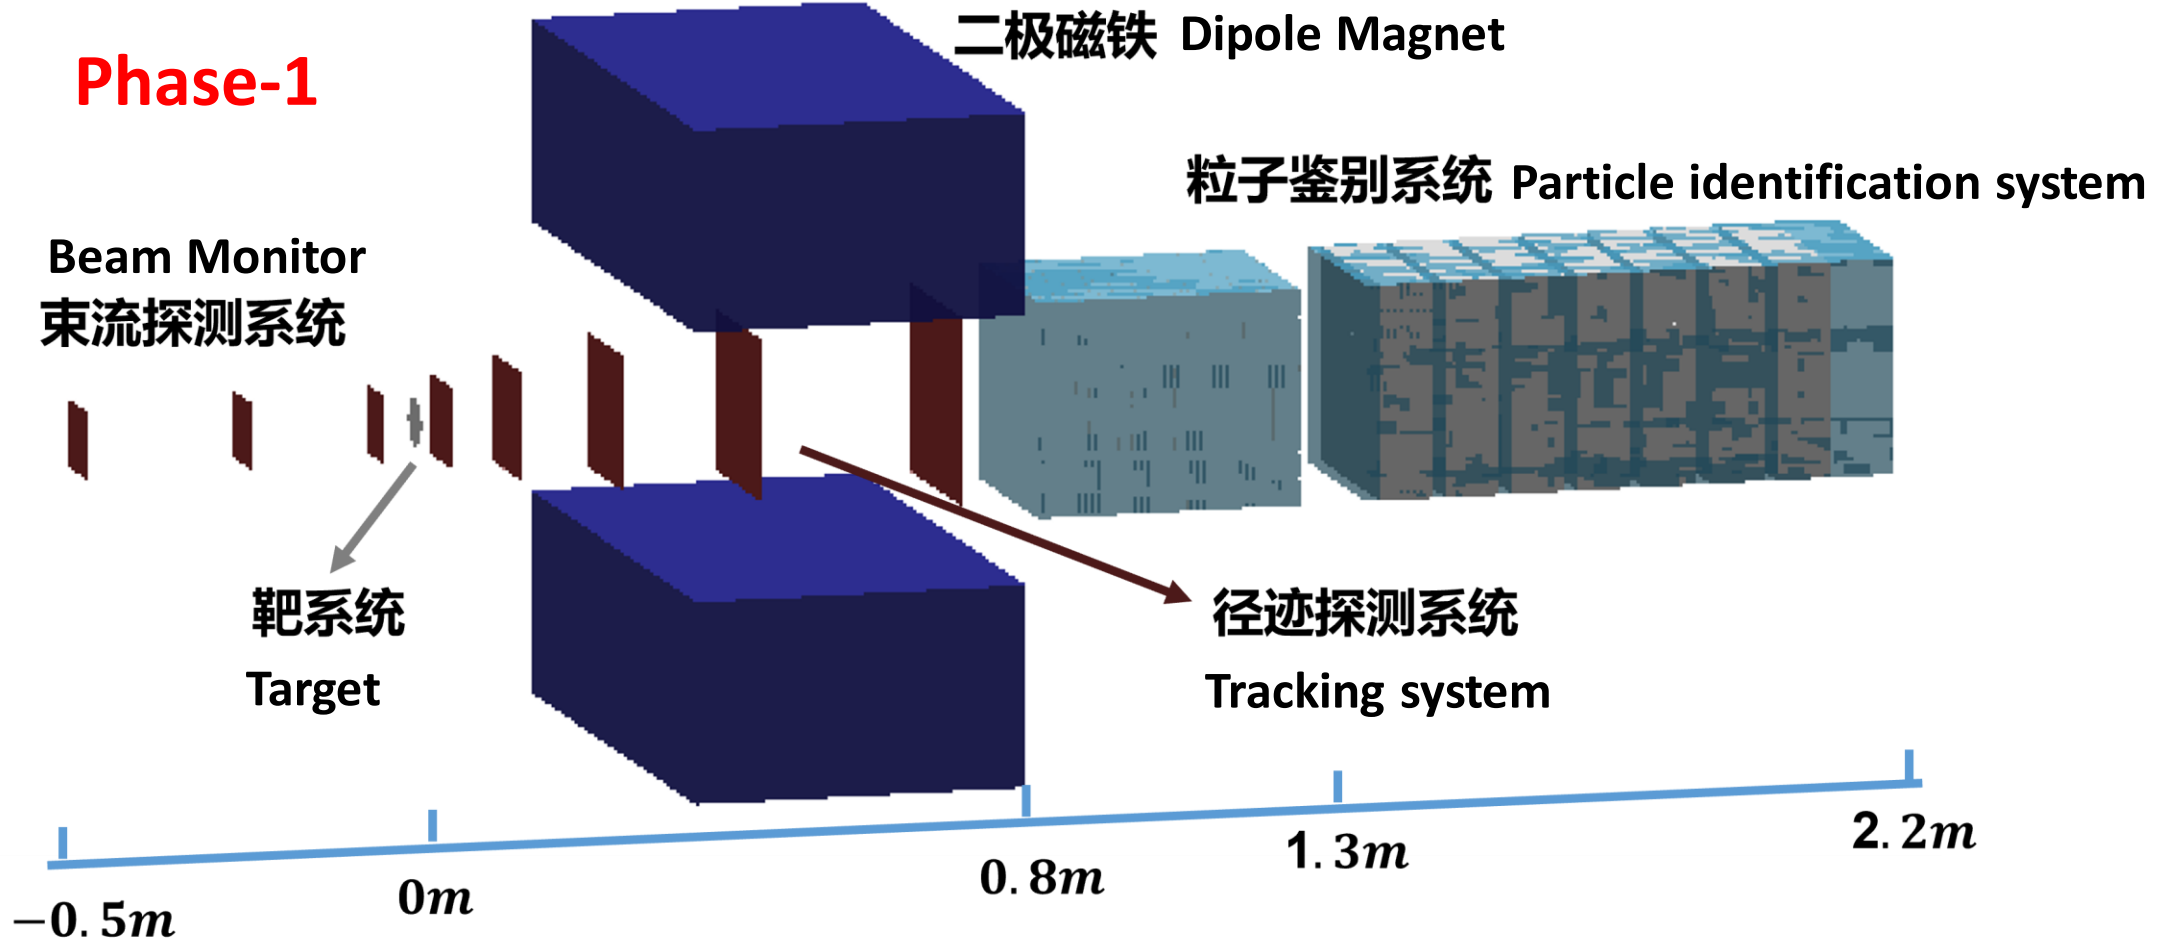 Phase-1
二极磁铁 Dipole Magnet
粒子鉴别系统 Particle identification system
Beam Monitor
束流探测系统
靶系统
Target
径迹探测系统
Tracking system
−0.5m
0m
0.8m
1.3m
2.2m